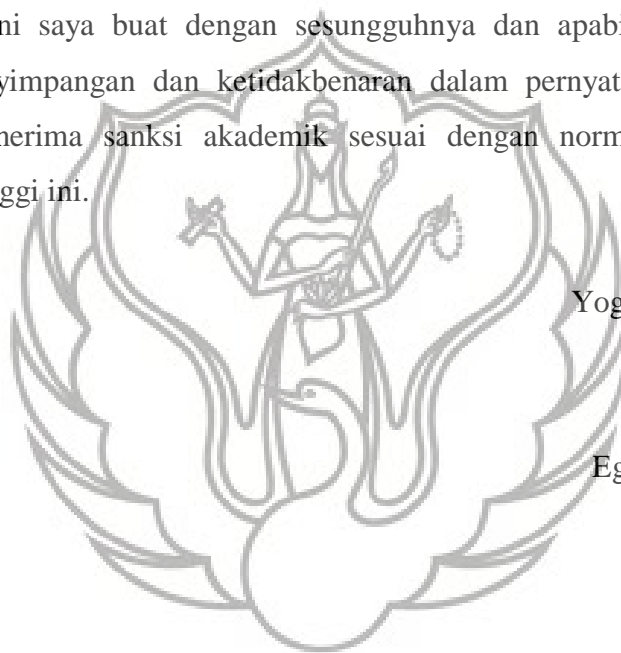 ni saya buat dengan sesungguhnya dan apabi
yimpangan dan ketidakbenaran dalam pernyat
nerima sanksi akademik sesuai dengan norm
ggi ini.
Yog
Eg